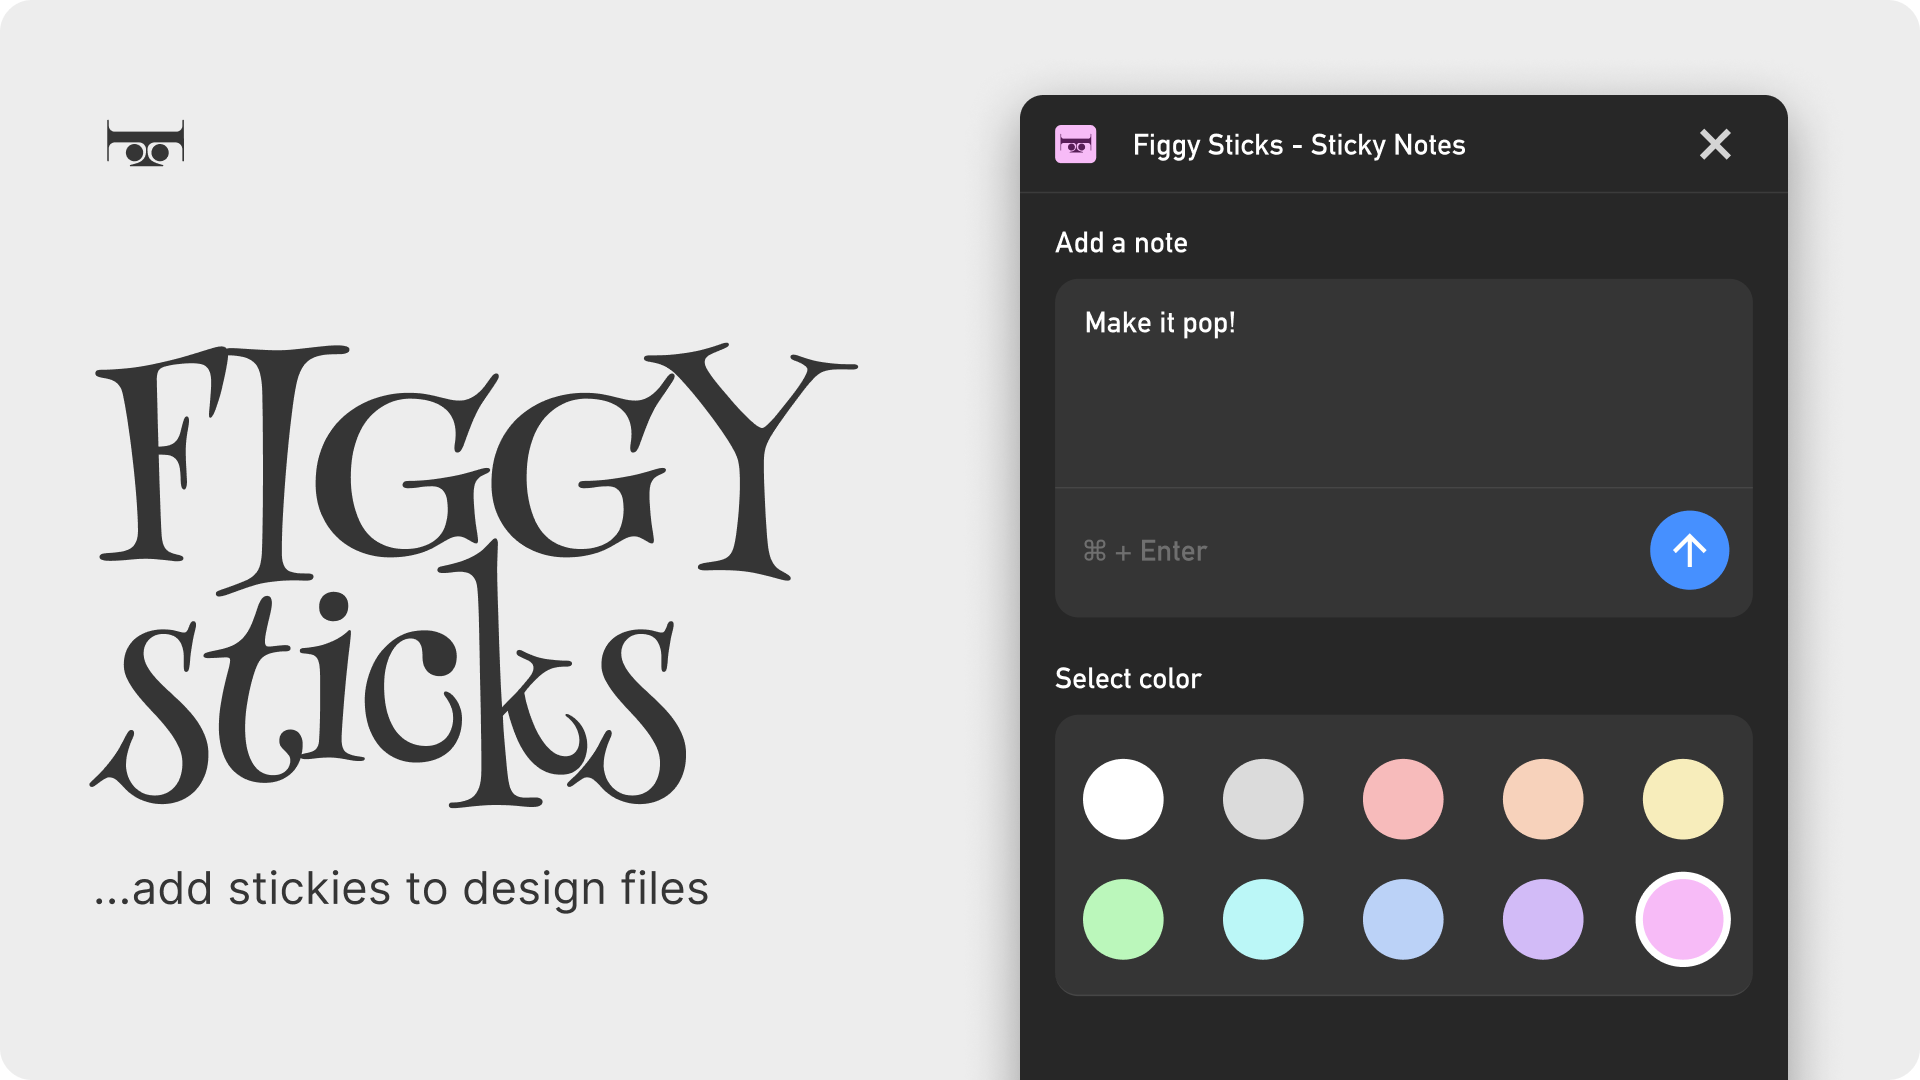 FIGGY
sticks
...add stickies to design files
Figgy Sticks - Sticky Notes
Add a note
Make it pop!
⌘ + Enter
Select color